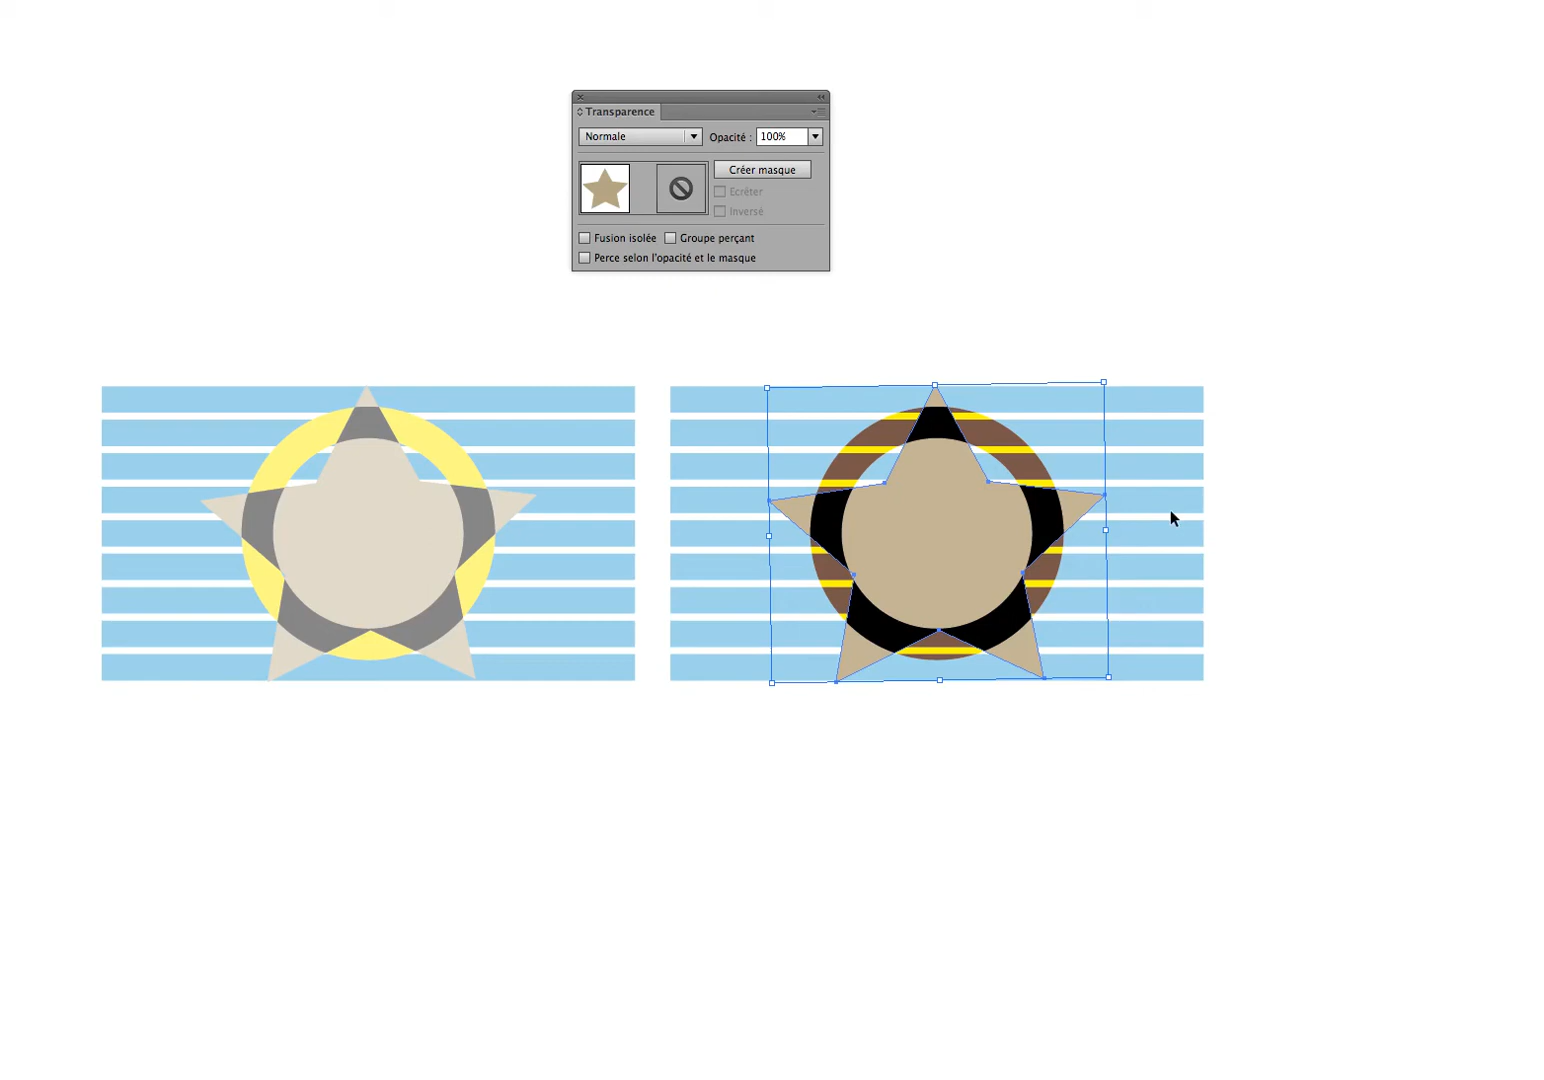 Transparence
Normale Opacité : 100%
Créer masque
Ecrêter
Inversé
Fusion isolée Groupe perçant
Perce selon l'opacité et le masque